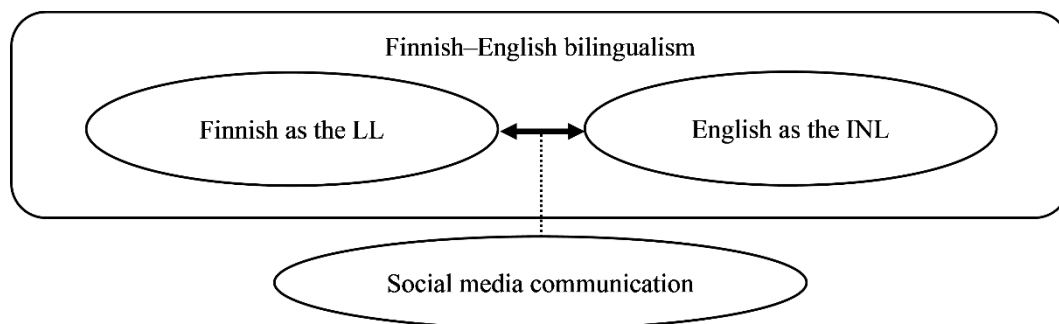 Finnish–English bilingualism
Finnish as the LL
English as the INL
Social media communication